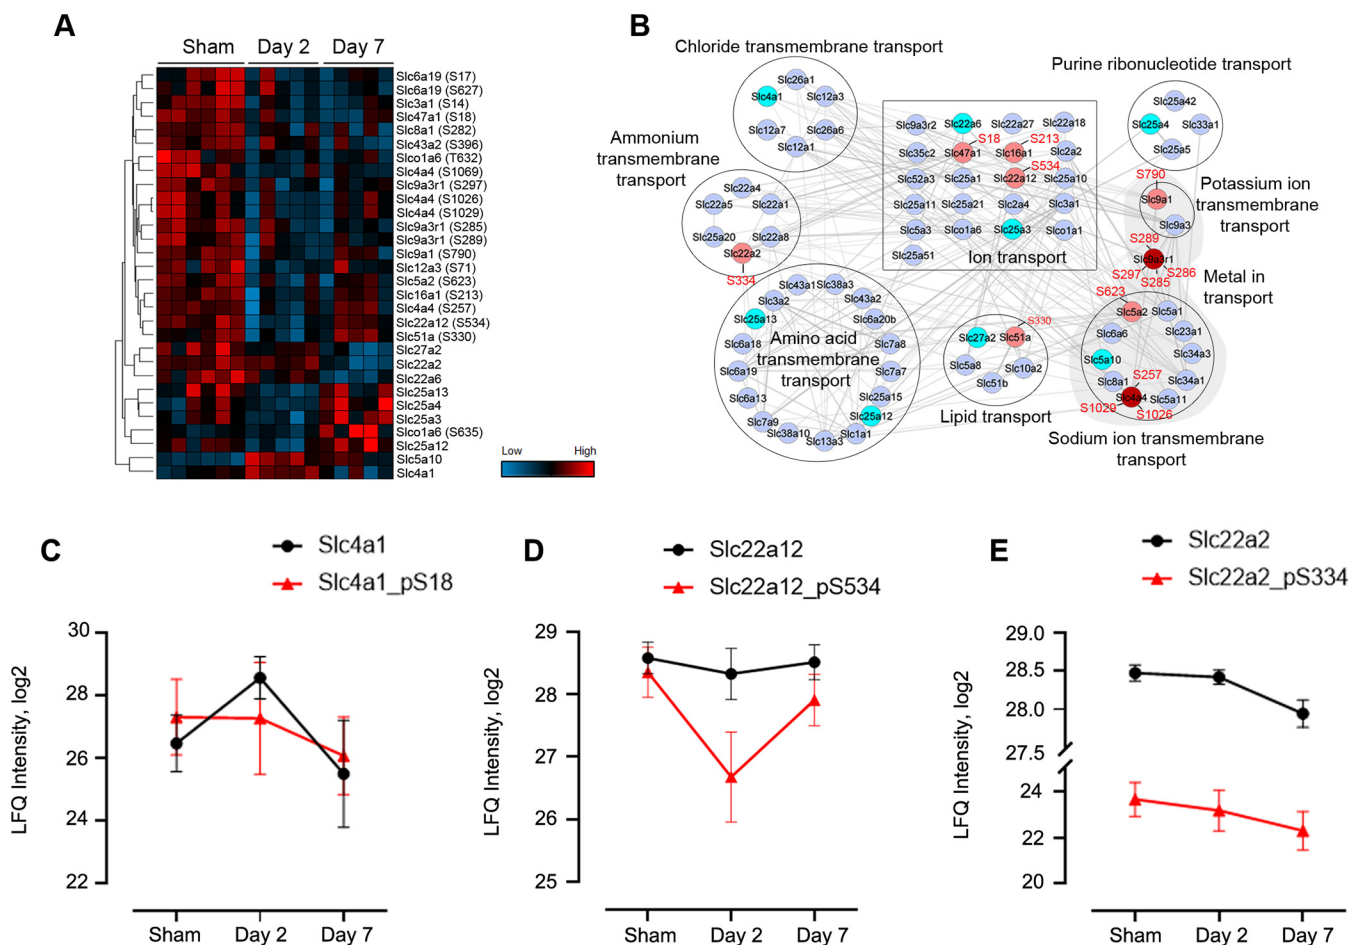 A
Sham Day 2 Day 7
Slc6a19 (S17)
Slc6a19 (S627)
Slc3a1 (S14)
Slc47a1 (S18)
Slc8a1 (S282)
Slc43a2 (S396)
Slco1a6 (T632)
Slc4a4 (S1069)
Slc9a3r1 (S297)
Slc4a4 (S1026)
Slc4a4 (S1029)
Slc9a3r1 (S285)
Slc9a3r1 (S289)
Slc9a1 (S790)
Slc12a3 (S71)
Slc5a2 (S623)
Slc16a1 (S213)
Slc4a4 (S257)
Slc22a12 (S534)
Slc51a (S330)
Slc27a2
Slc22a2
Slc22a6
Slc25a13
Slc25a4
Slc25a3
Slco1a6 (S635)
Slc25a12
Slc5a10
Slc4a1
Low High
B
Chloride transmembrane transport
Slc26a1
Slc4a1 Slc12a3
Slc12a7 Slc26a6
Slc12a1
Ammonium
transmembrane
transport
Slc22a4
Slc22a5 Slc22a1
Slc25a20 Slc22a8
Slc22a2
S334
Slc9a3r2 Slc22a6 Slc22a27 Slc22a18
S18 S213
Slc35c2 Slc47a1 Slc16a1 Slc2a2
S534
Slc52a3 Slc25a1 Slc22a12 Slc25a10
Slc25a11 Slc25a21 Slc2a4 Slc3a1
Slc5a3 Slco1a6 Slc25a3 Slco1a1
Slc25a51 Ion transport
Purine ribonucleotide transport
Slc25a42
Slc25a4 Slc33a1
Slc25a5
S790
Slc9a1
Slc9a3
Potassium ion
transmembrane
transport
S289
Slc9a3r1
S297 S286
S285
Metal in
transport
Slc43a1 Slc38a3
Slc3a2 Slc43a2
Slc25a13 Slc6a20b
Slc6a18 Slc7a8
Slc6a19 Slc7a7
Slc6a13 Slc25a15
Slc7a9 Slc25a12
Slc38a10 Slc13a3 Slc1a1
Amino acid
transmembrane
transport
S330
Slc27a2 Slc51a
Slc5a8 Slc10a2
Slc51b
Lipid transport
S623
Slc5a2 Slc5a1
Slc6a6 Slc23a1
Slc5a10 Slc34a3
S257
Slc8a1 Slc34a1
Slc4a4 Slc5a11
S1029 S1026
Sodium ion transmembrane
transport
C
Slc4a1
Slc4a1_pS18
LFQ Intensity, log2
30
28
26
24
22
Sham Day 2 Day 7
D
Slc22a12
Slc22a12_pS534
LFQ Intensity, log2
29
28
27
26
25
Sham Day 2 Day 7
E
Slc22a2
Slc22a2_pS334
LFQ Intensity, log2
29.0
28.5
28.0
27.5
24
22
20
Sham Day 2 Day 7